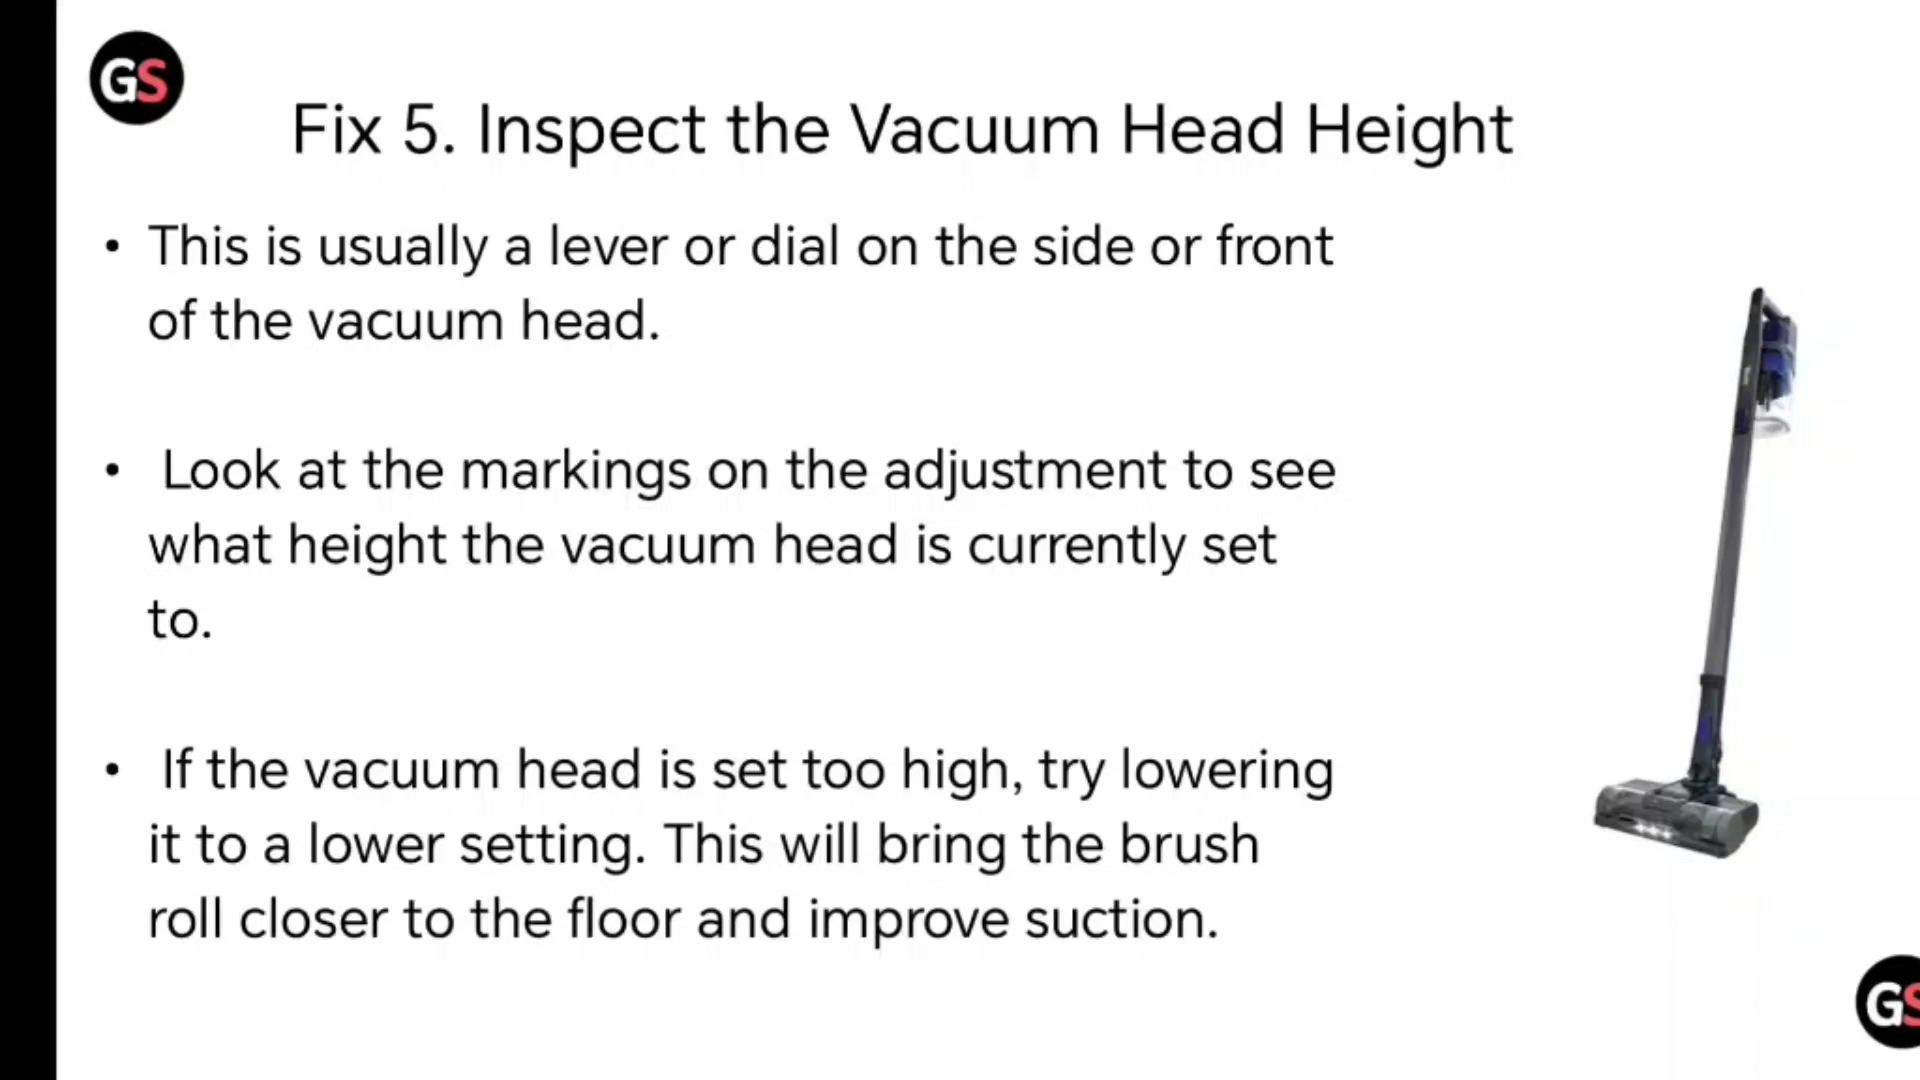 GS
Fix 5. Inspect the Vacuum Head Height
• This is usually a lever or dial on the side or front
of the vacuum head.
• Look at the markings on the adjustment to see
what height the vacuum head is currently set
to.
• If the vacuum head is set too high, try lowering
it to a lower setting. This will bring the brush
roll closer to the floor and improve suction.
GS